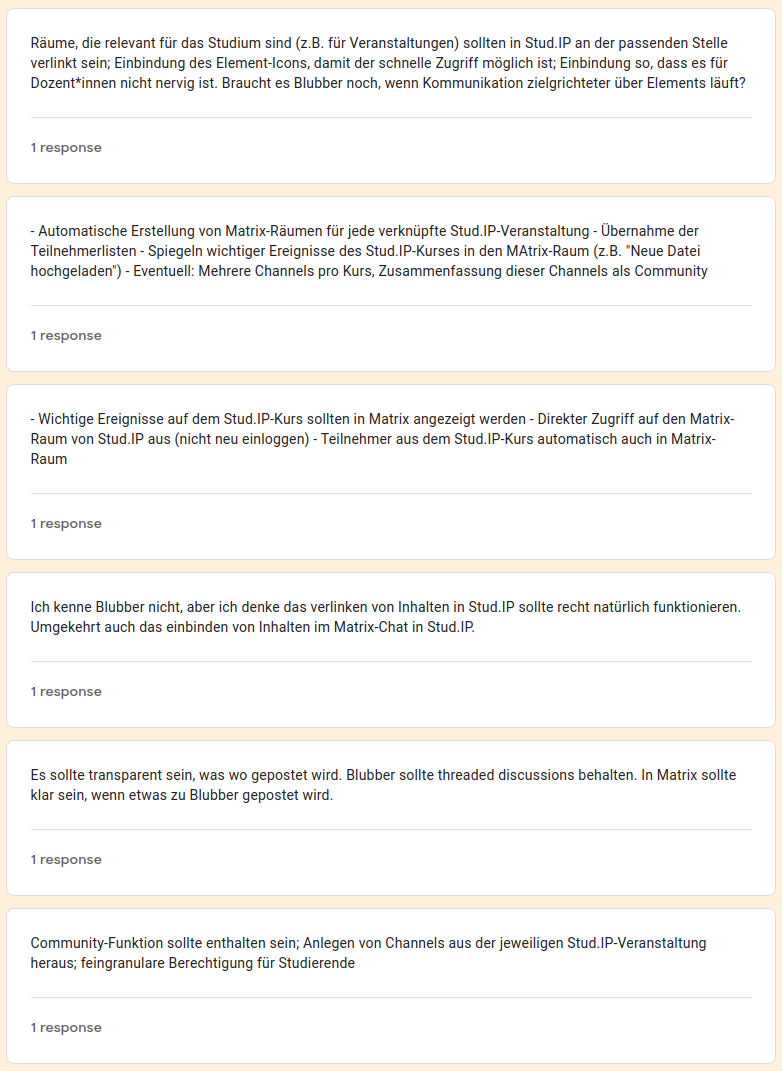 Räume, die relevant für das Studium sind (z.B. für Veranstaltungen) sollten in Stud.IP an der passenden Stelle
verlinkt sein; Einbindung des Element-Icons, damit der schnelle Zugriff möglich ist; Einbindung so, dass es für
Dozent*innen nicht nervig ist. Braucht es Blubber noch, wenn Kommunikation zielgrichteter über Elements läuft?
1 response
- Automatische Erstellung von Matrix-Räumen für jede verknüpfte Stud.IP-Veranstaltung - Übernahme der
Teilnehmerlisten - Spiegeln wichtiger Ereignisse des Stud.IP-Kurses in den MAtrix-Raum (z.B. "Neue Datei
hochgeladen") - Eventuell: Mehrere Channels pro Kurs, Zusammenfassung dieser Channels als Community
1 response
- Wichtige Ereignisse auf dem Stud.IP-Kurs sollten in Matrix angezeigt werden - Direkter Zugriff auf den Matrix-
Raum von Stud.IP aus (nicht neu einloggen) - Teilnehmer aus dem Stud.IP-Kurs automatisch auch in Matrix-
Raum
1 response
Ich kenne Blubber nicht, aber ich denke das verlinken von Inhalten in Stud.IP sollte recht natürlich funktionieren.
Umgekehrt auch das einbinden von Inhalten im Matrix-Chat in Stud.IP.
1 response
Es sollte transparent sein, was wo gepostet wird. Blubber sollte threaded discussions behalten. In Matrix sollte
klar sein, wenn etwas zu Blubber gepostet wird.
1 response
Community-Funktion sollte enthalten sein; Anlegen von Channels aus der jeweiligen Stud.IP-Veranstaltung
heraus; feingranulare Berechtigung für Studierende
1 response